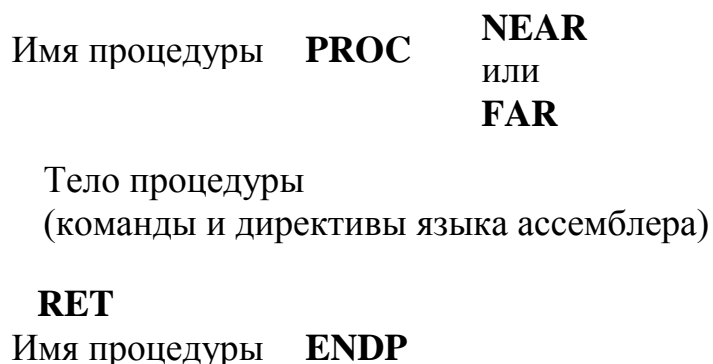 Имя процедуры PROC NEAR
или
FAR
Тело процедуры
(команды и директивы языка ассемблера)
RET
Имя процедуры ENDP